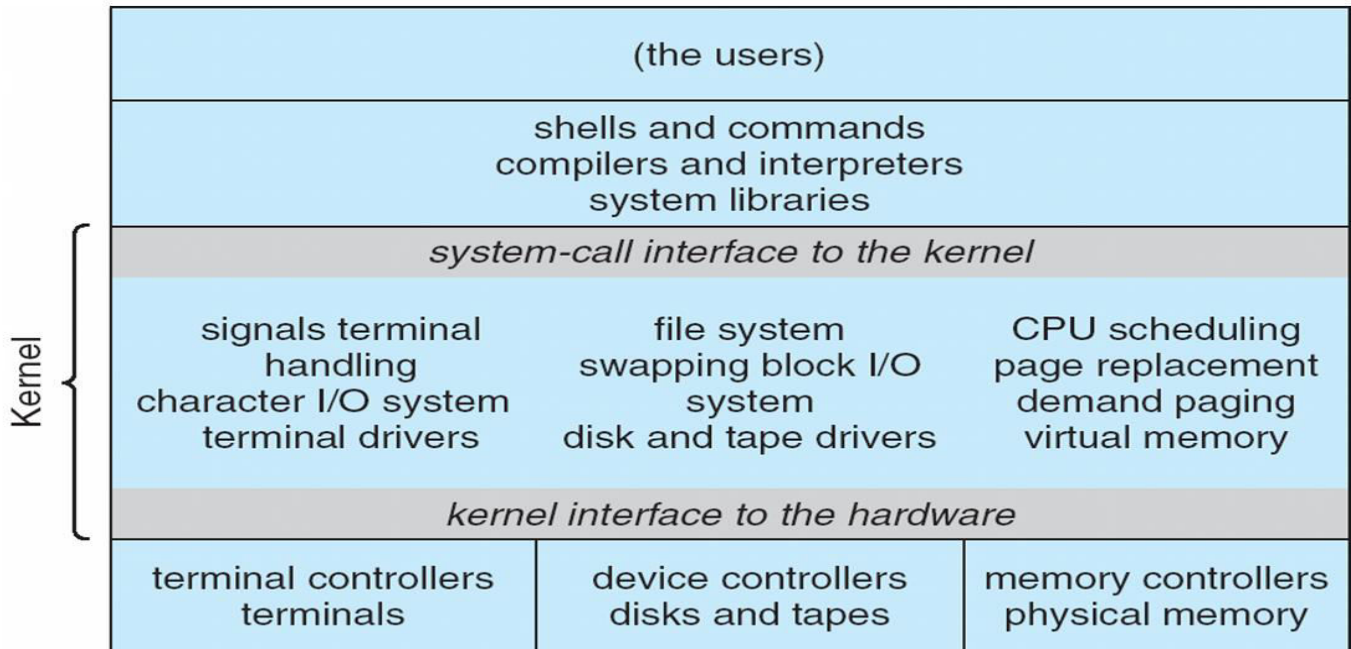 (the users)
shells and commands
compilers and interpreters
system libraries
Kernel
system-call interface to the kernel
signals terminal
handling
character I/O system
terminal drivers
file system
swapping block I/O
system
disk and tape drivers
CPU scheduling
page replacement
demand paging
virtual memory
kernel interface to the hardware
terminal controllers
terminals
device controllers
disks and tapes
memory controllers
physical memory